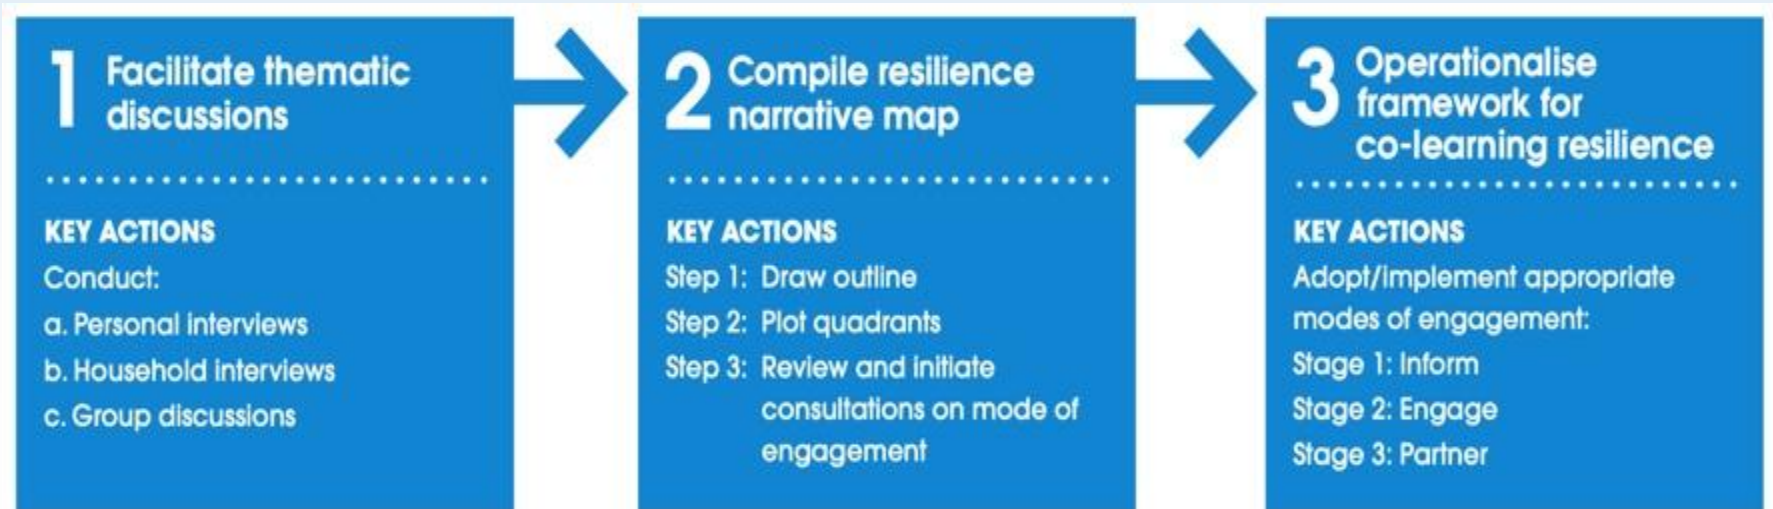 1 Facilitate thematic
discussions
KEY ACTIONS
Conduct:
a. Personal interviews
b. Household interviews
c. Group discussions
2 Compile resilience
narrative map
KEY ACTIONS
Step 1: Draw outline
Step 2: Plot quadrants
Step 3: Review and initiate
consultations on mode of
engagement
3 Operationalise
framework for
co-learning resilience
KEY ACTIONS
Adopt/implement appropriate
modes of engagement:
Stage 1: Inform
Stage 2: Engage
Stage 3: Partner